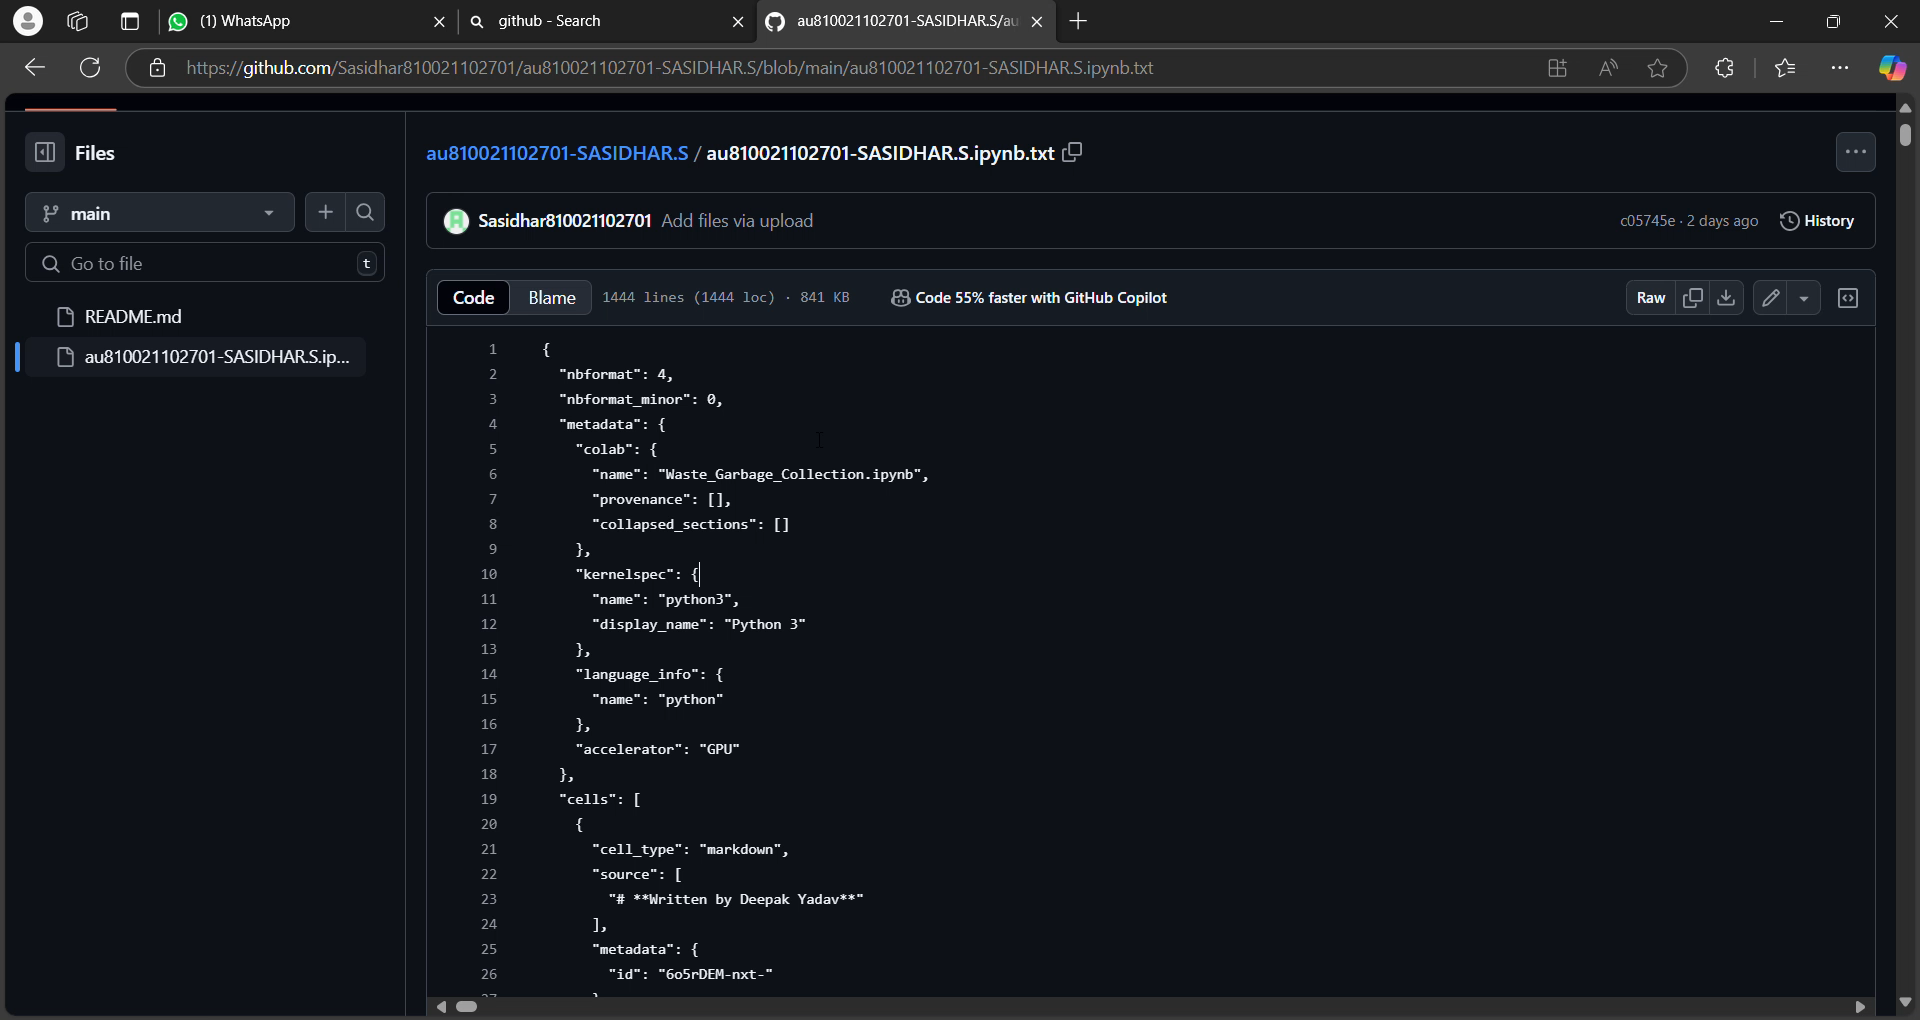 (1) WhatsApp
github - Search
au810021102701-SASIDHAR.S/au
https://github.com/Sasidhar810021102701/au810021102701-SASIDHAR.S/blob/main/au810021102701-SASIDHAR.S.ipynb.txt
Files
au810021102701-SASIDHAR.S / au810021102701-SASIDHAR.S.ipynb.txt
main
Sasidhar810021102701 Add files via upload
c05745e · 2 days ago
History
Go to file
t
Code
Blame
1444 lines (1444 loc) · 841 KB
Code 55% faster with GitHub Copilot
Raw
README.md
au810021102701-SASIDHAR.S.ip...
1 {
2 "nbformat": 4,
3 "nbformat_minor": 0,
4 "metadata": {
5 "colab": {
6 "name": "Waste_Garbage_Collection.ipynb",
7 "provenance": [],
8 "collapsed_sections": []
9 },
10 "kernelspec": {
11 "name": "python3",
12 "display_name": "Python 3"
13 },
14 "language_info": {
15 "name": "python"
16 },
17 "accelerator": "GPU"
18 },
19 "cells": [
20 {
21 "cell_type": "markdown",
22 "source": [
23 "# **Written by Deepak Yadav**"
24 ],
25 "metadata": {
26 "id": "6o5rDEM-nxt-"